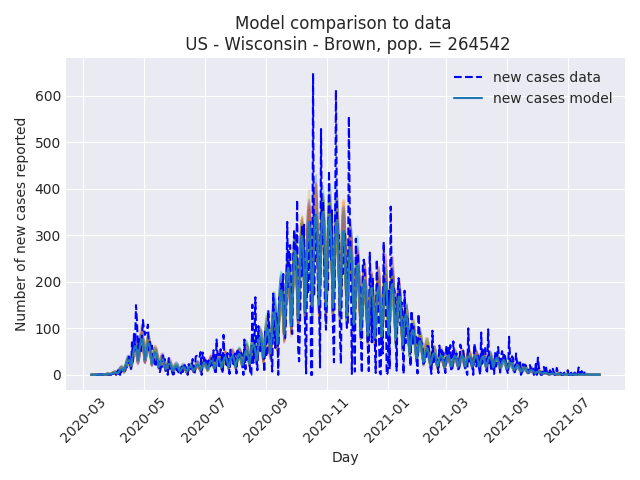 Model comparison to data
US - Wisconsin - Brown, pop. = 264542
new cases data
new cases model
Number of new cases reported
600
500
400
300
200
100
0
2020-03
2020-05
2020-07
2020-09
2020-11
2021-01
2021-03
2021-05
2021-07
Day